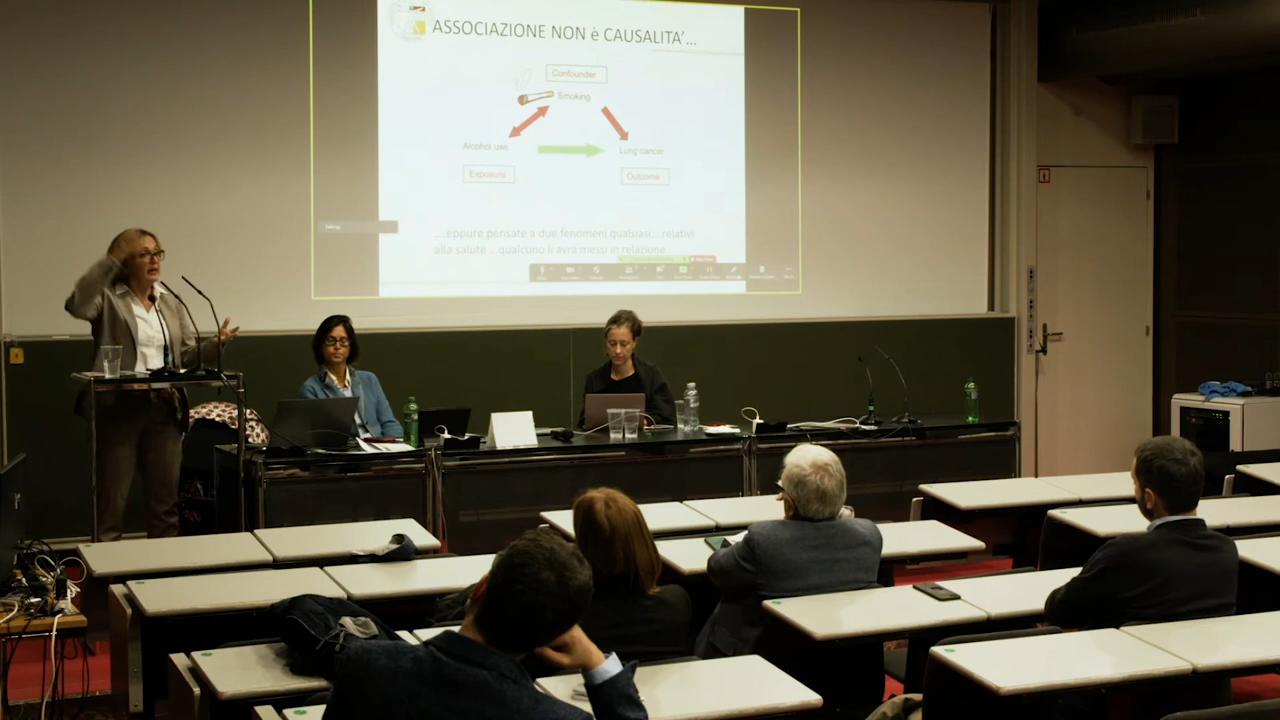 ASSOCIAZIONE NON è CAUSALITA’...
Confounder
Smoking
Alcohol use
Lung cancer
Exposure
Outcome
....eppure pensate a due fenomeni qualsiasi....relativi
alla salute ...qualcuno li avrà messi in relazione